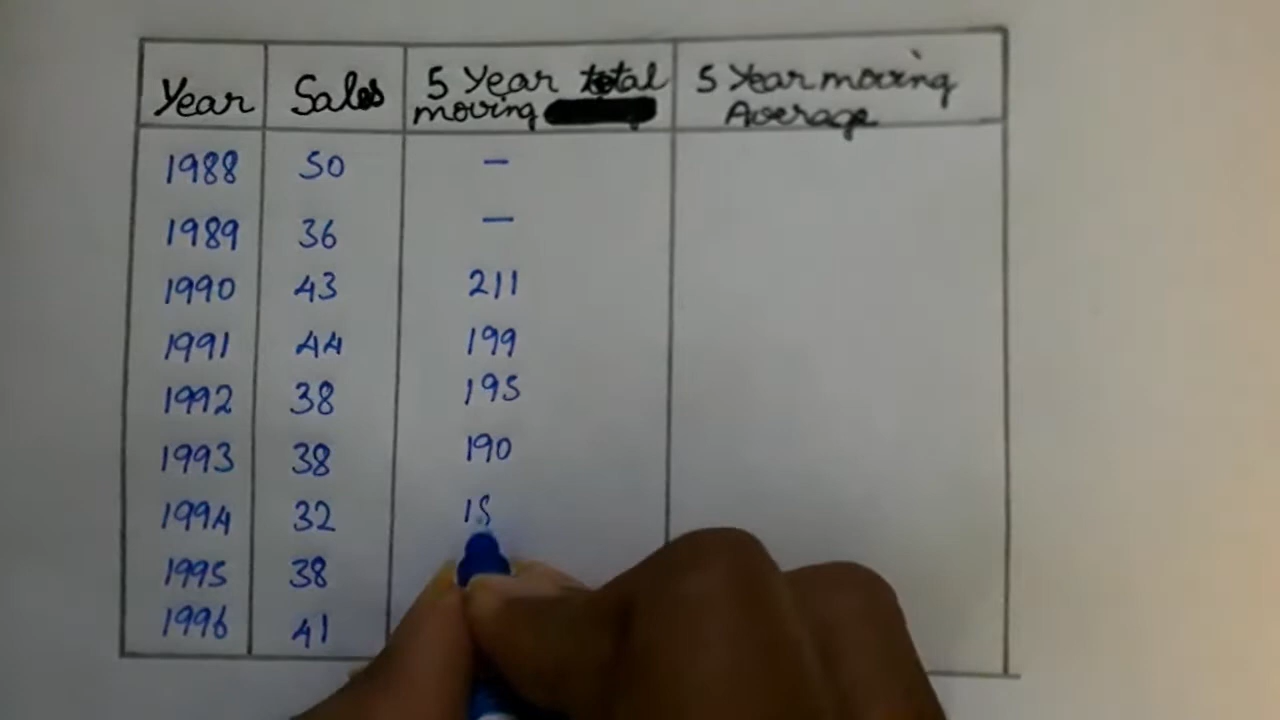 Year Sales 5 Year total moving 5 Year moving Average
1988 50 —
1989 36 —
1990 43 211
1991 44 199
1992 38 195
1993 38 190
1994 32
1995 38
1996 41